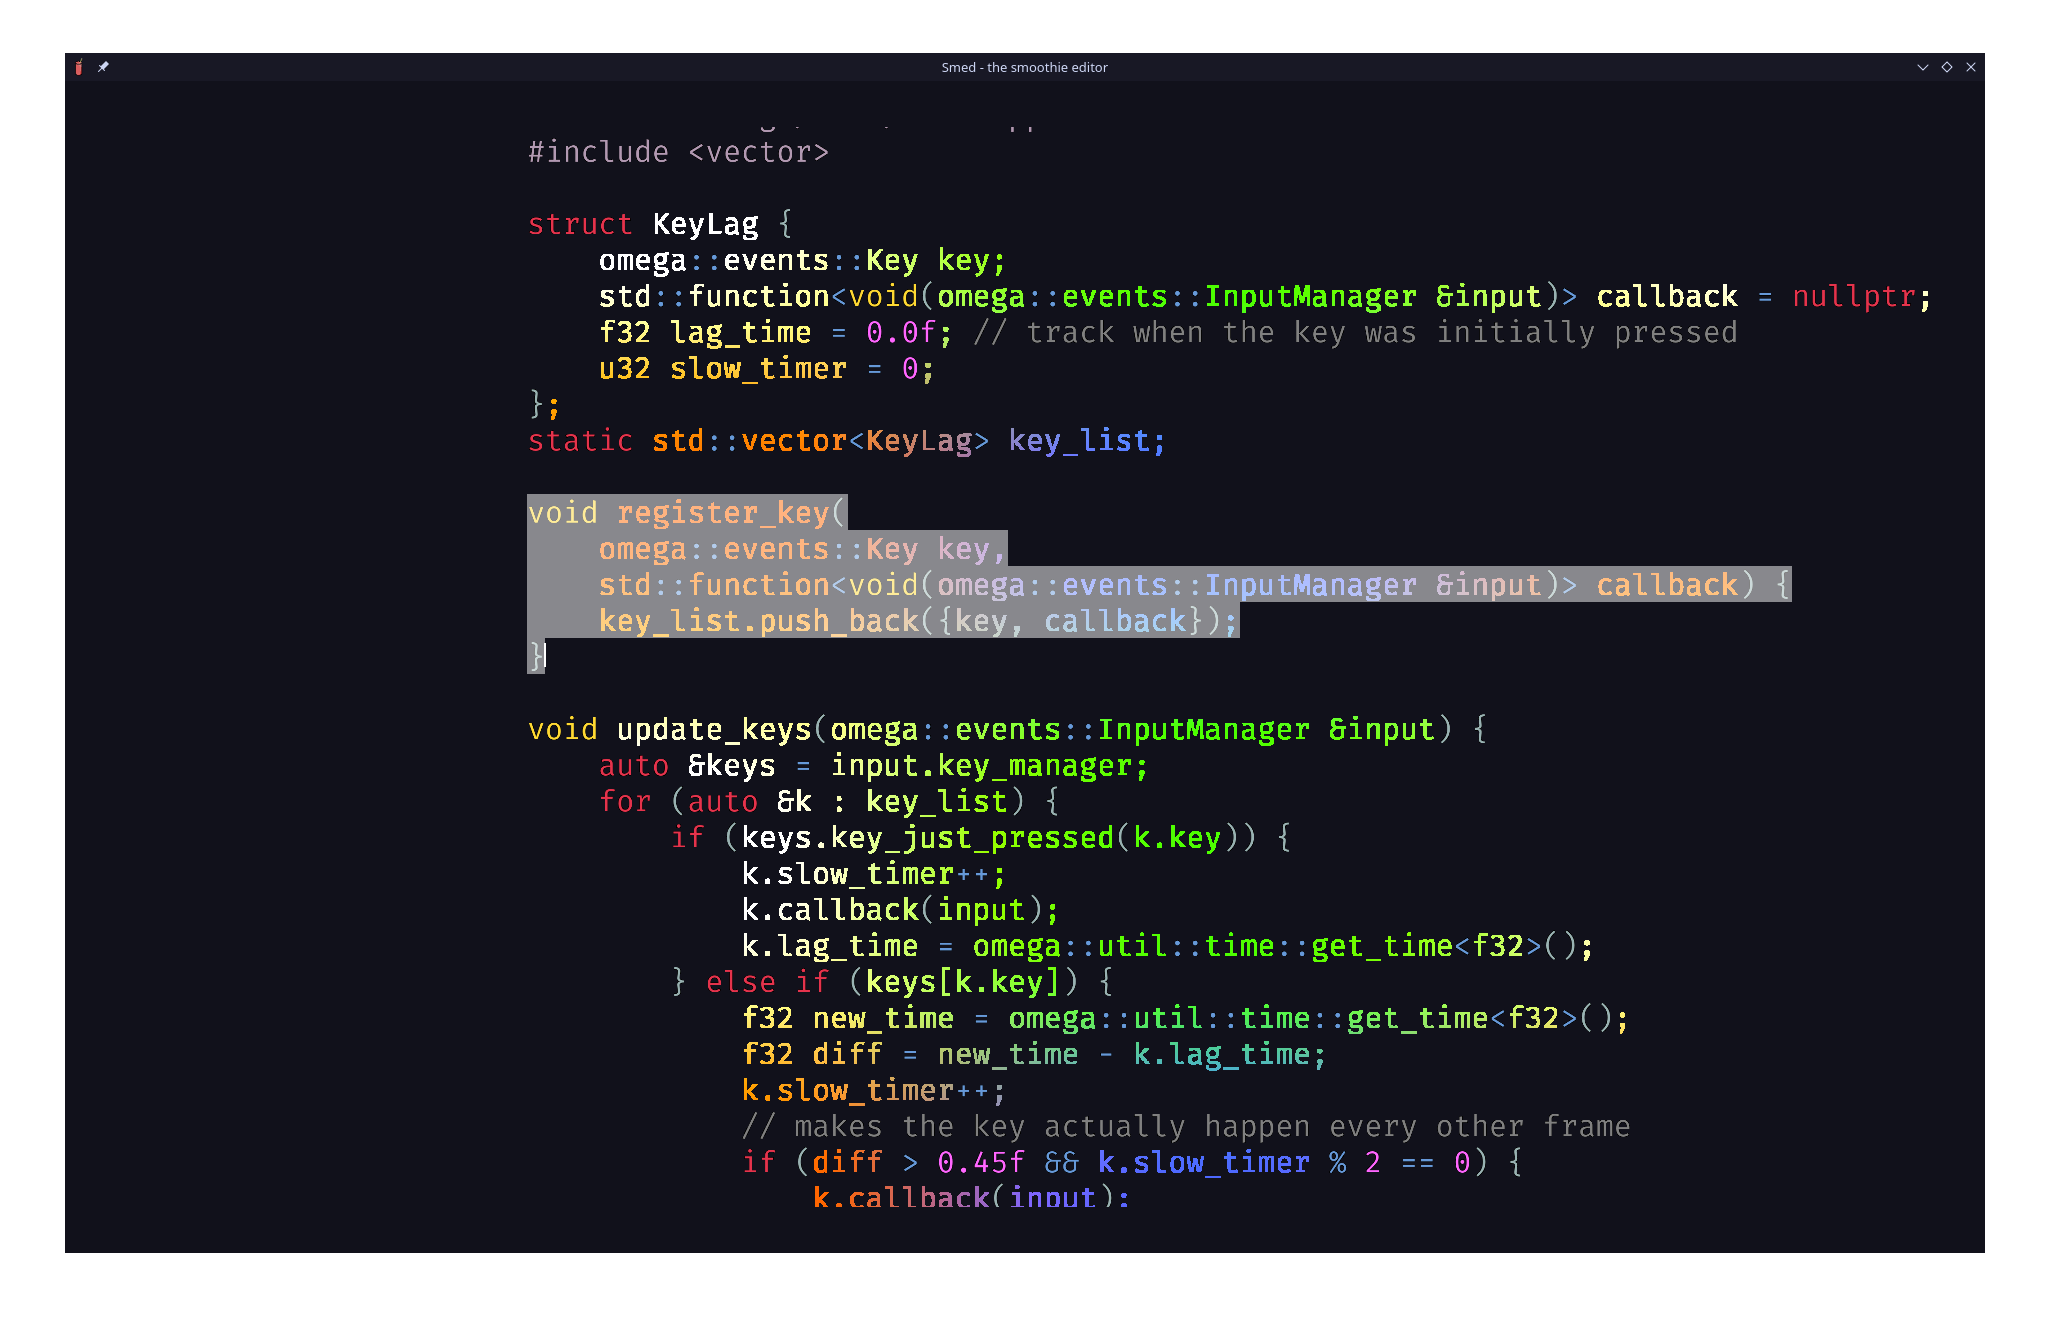 Smed - the smoothie editor
#include <vector>
struct KeyLag {
    omega::events::Key key;
    std::function<void(omega::events::InputManager &input)> callback = nullptr;
    f32 lag_time = 0.0f; // track when the key was initially pressed
    u32 slow_timer = 0;
};
static std::vector<KeyLag> key_list;
void register_key(
    omega::events::Key key,
    std::function<void(omega::events::InputManager &input)> callback) {
    key_list.push_back({key, callback});
}
void update_keys(omega::events::InputManager &input) {
    auto &keys = input.key_manager;
    for (auto &k : key_list) {
        if (keys.key_just_pressed(k.key)) {
            k.slow_timer++;
            k.callback(input);
            k.lag_time = omega::util::time::get_time<f32>();
        } else if (keys[k.key]) {
            f32 new_time = omega::util::time::get_time<f32>();
            f32 diff = new_time - k.lag_time;
            k.slow_timer++;
            // makes the key actually happen every other frame
            if (diff > 0.45f && k.slow_timer % 2 == 0) {
                k.callback(input);